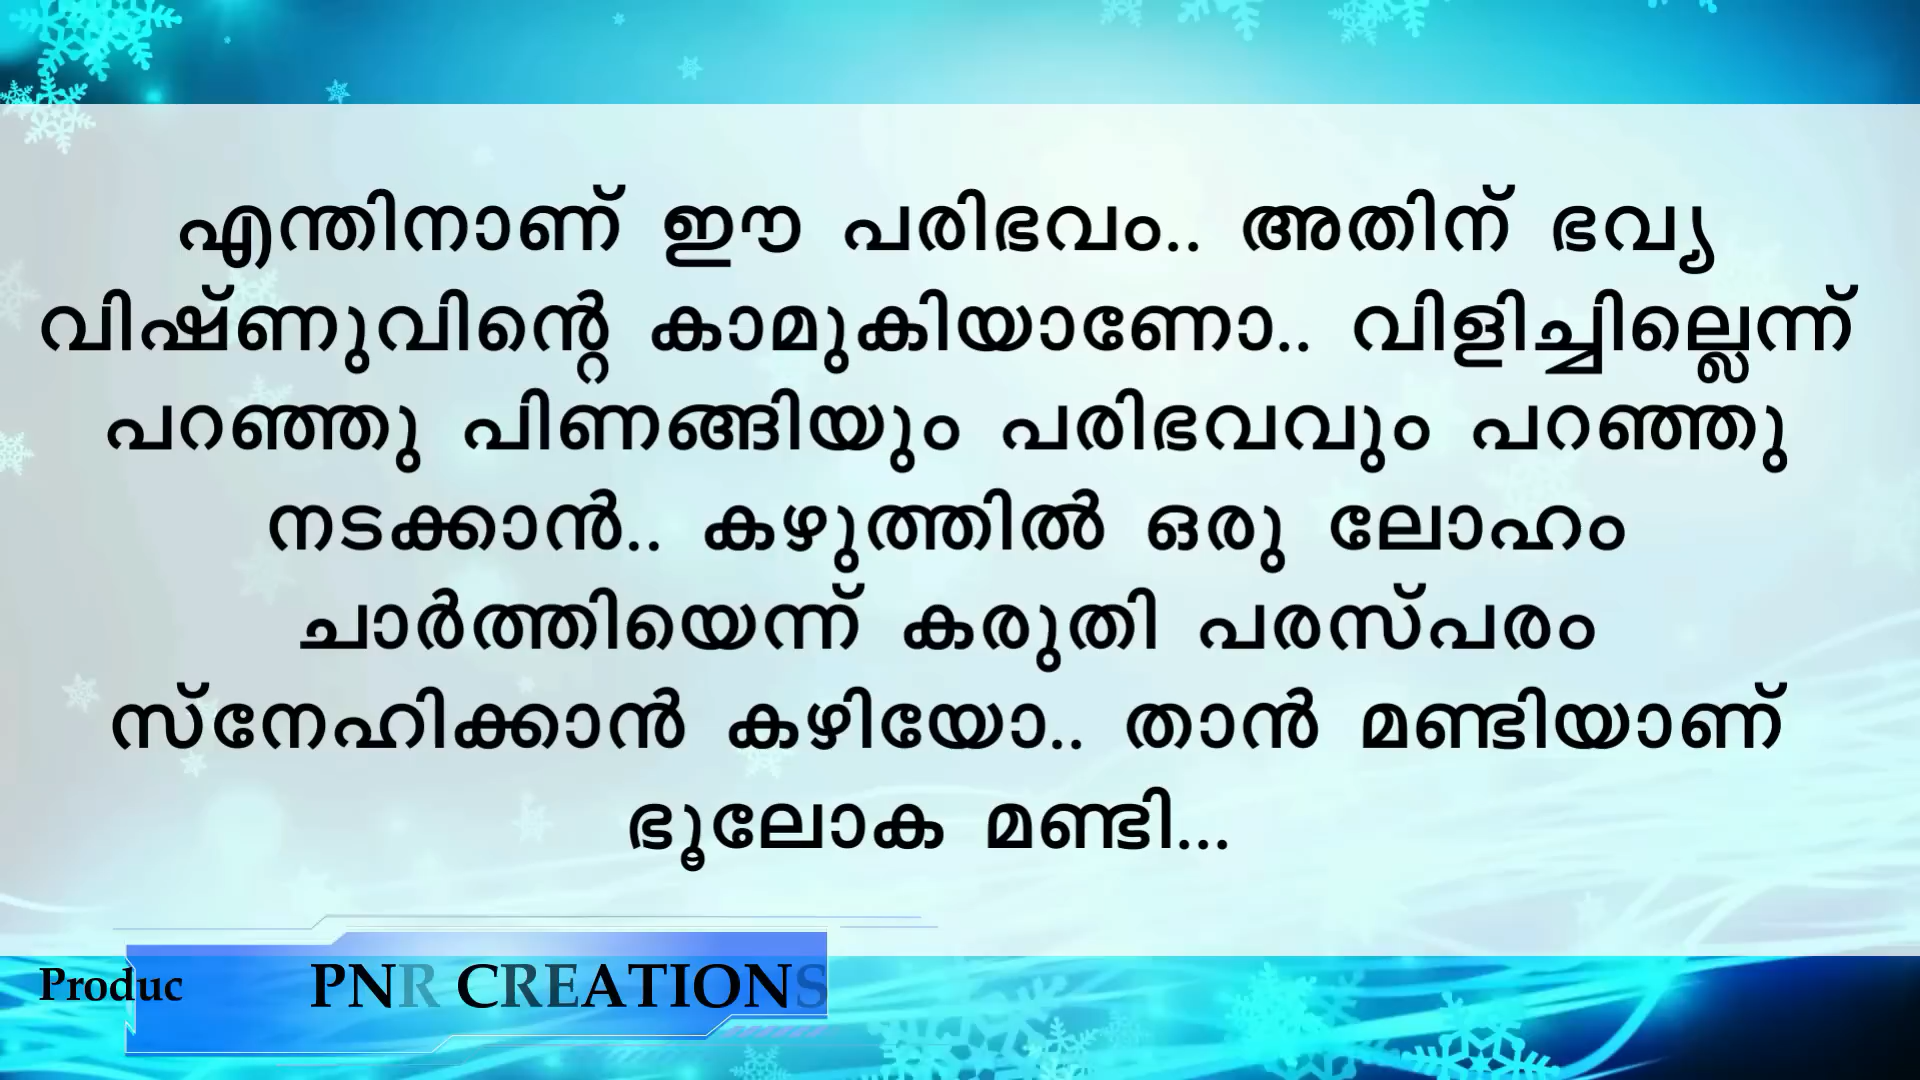 എന്തിനാണ് ഈ പരിഭവം.. അതിന് ഭവ്യ
വിഷ്ണുവിന്റെ കാമുകിയാണോ.. വിളിച്ചില്ലെന്ന്
പറഞ്ഞു പിണങ്ങിയും പരിഭവവും പറഞ്ഞു
നടക്കാൻ.. കഴുത്തിൽ ഒരു ലോഹം
ചാർത്തിയെന്ന് കരുതി പരസ്പരം
സ്നേഹിക്കാൻ കഴിയോ.. താൻ മണ്ടിയാണ്
ഭൂലോക മണ്ടി...
Produc PNR CREATIONS